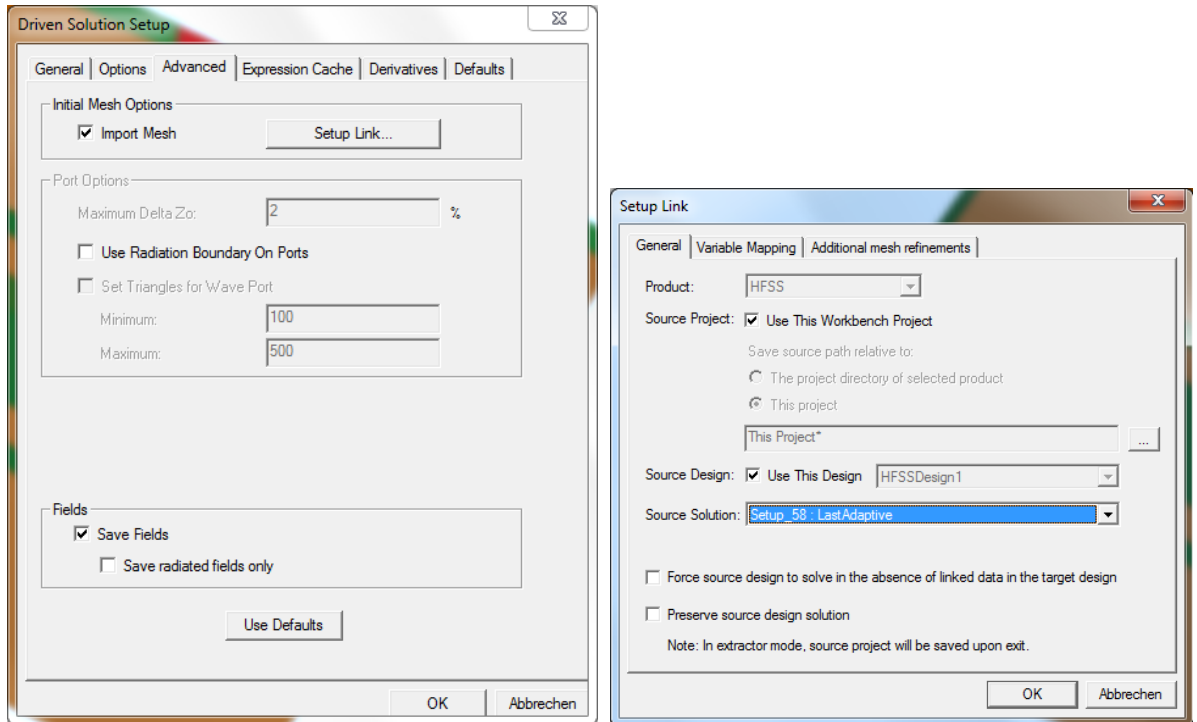 Driven Solution Setup
General Options Advanced Expression Cache Derivatives Defaults
Initial Mesh Options
Import Mesh Setup Link...
Port Options
Maximum Delta Zo: 2 %
Use Radiation Boundary On Ports
Set Triangles for Wave Port
Minimum: 100
Maximum: 500
Fields
Save Fields
Save radiated fields only
Use Defaults
OK Abbrechen
Setup Link
General Variable Mapping Additional mesh refinements
Product: HFSS
Source Project: Use This Workbench Project
Save source path relative to:
The project directory of selected product
This project
This Project* ...
Source Design: Use This Design HFSSDesign1
Source Solution: Setup_58 : LastAdaptive
Force source design to solve in the absence of linked data in the target design
Preserve source design solution
Note: In extractor mode, source project will be saved upon exit.
OK Abbrechen